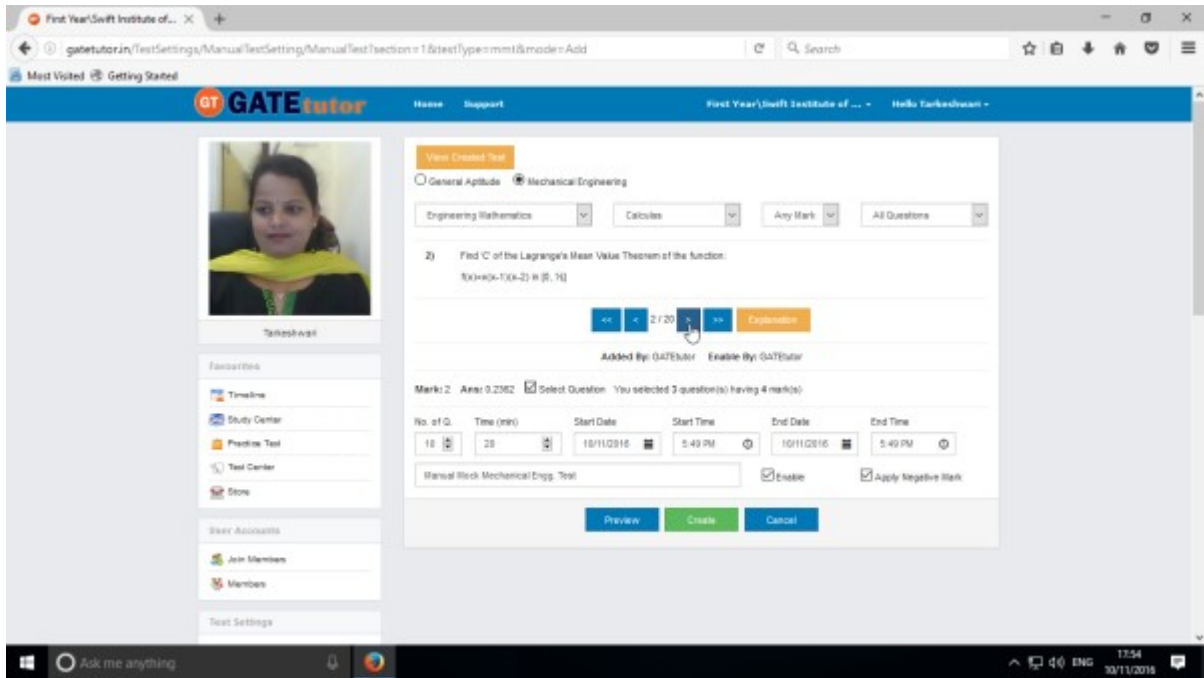 First Year\Swift Institute of...
gatetutor.in/TestSettings/ManualTestSetting/ManualTest?section=1&testType=mmt&mode=Add
Search
Most Visited Getting Started
GT GATEtutor Home Support First Year\Swift Institute of ... Hello Tarkeshwari
View Created Test
General Aptitude Mechanical Engineering
Engineering Mathematics Calculus Any Mark All Questions
2) Find 'C' of the Lagrange's Mean Value Theorem of the function:
f(x)=x(x-1)(x-2) in [0, ½]
<< < 2 / 20 > >> Explanation
Added By: GATEtutor Enable By: GATEtutor
Mark: 2 Ans: 0.2362 Select Question You selected 3 question(s) having 4 mark(s)
No. of Q. Time (min) Start Date Start Time End Date End Time
10 20 10/11/2016 5:49 PM 10/11/2016 5:49 PM
Manual Mock Mechanical Engg. Test Enable Apply Negative Mark
Preview Create Cancel
Tarkeshwari
Favourites
Timeline
Study Center
Practice Test
Test Center
Store
User Accounts
Join Members
Members
Test Settings
Ask me anything
ENG
17:54
10/11/2016